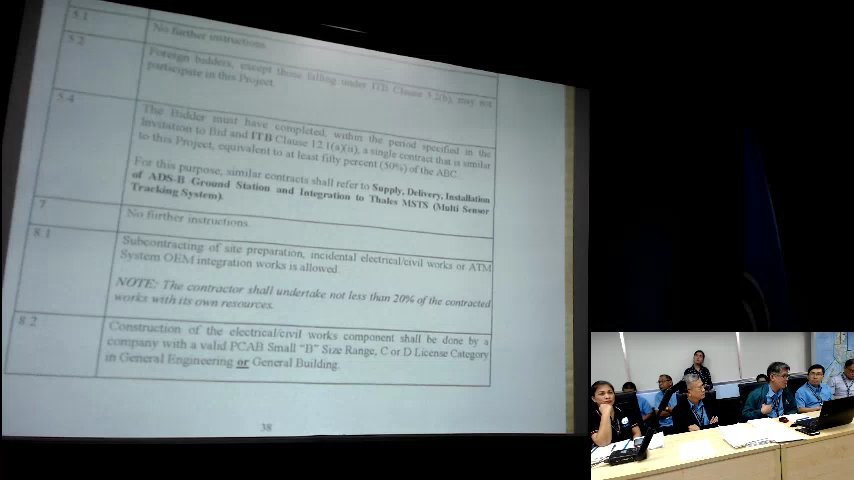 5.1
No further instructions.
5.2
Foreign bidders, except those falling under ITB Clause 5.2(b), may not
participate in this Project.
5.4
The Bidder must have completed, within the period specified in the
Invitation to Bid and ITB Clause 12.1(a)(ii), a single contract that is similar
to this Project, equivalent to at least fifty percent (50%) of the ABC.
For this purpose, similar contracts shall refer to Supply, Delivery, Installation
of ADS-B Ground Station and Integration to Thales MSTS (Multi Sensor
Tracking System).
7
No further instructions.
8.1
Subcontracting of site preparation, incidental electrical/civil works or ATM
System OEM integration works is allowed.
NOTE: The contractor shall undertake not less than 20% of the contracted
works with its own resources.
8.2
Construction of the electrical/civil works component shall be done by a
company with a valid PCAB Small “B” Size Range, C or D License Category
in General Engineering or General Building.
38